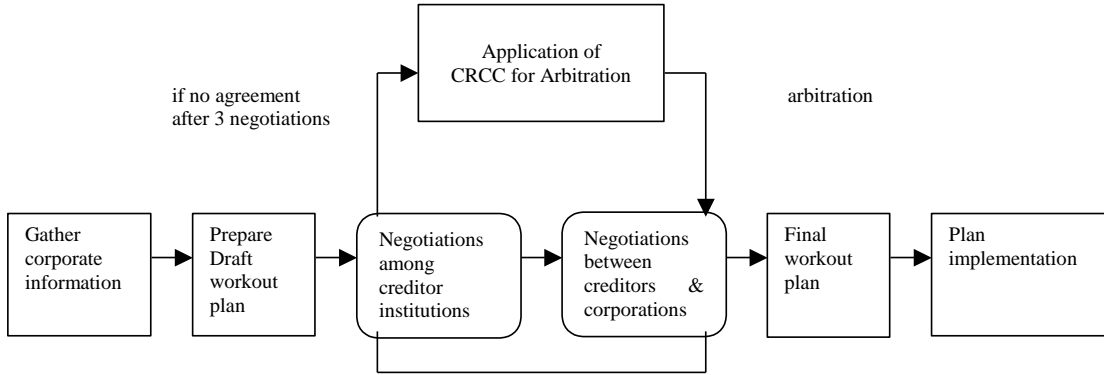 Application of
CRCC for Arbitration
if no agreement
after 3 negotiations
arbitration
Gather
corporate
information
Prepare
Draft
workout
plan
Negotiations
among
creditor
institutions
Negotiations
between
creditors &
corporations
Final
workout
plan
Plan
implementation